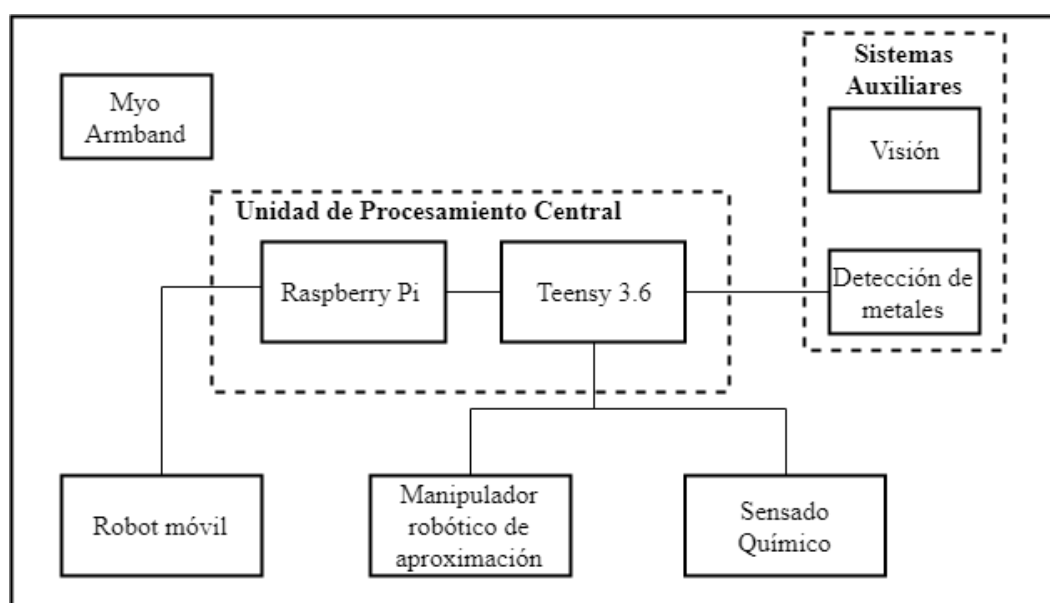 Sistemas
Auxiliares
Myo
Armband
Visión
Unidad de Procesamiento Central
Raspberry Pi
Teensy 3.6
Detección de
metales
Robot móvil
Manipulador
robótico de
aproximación
Sensado
Químico